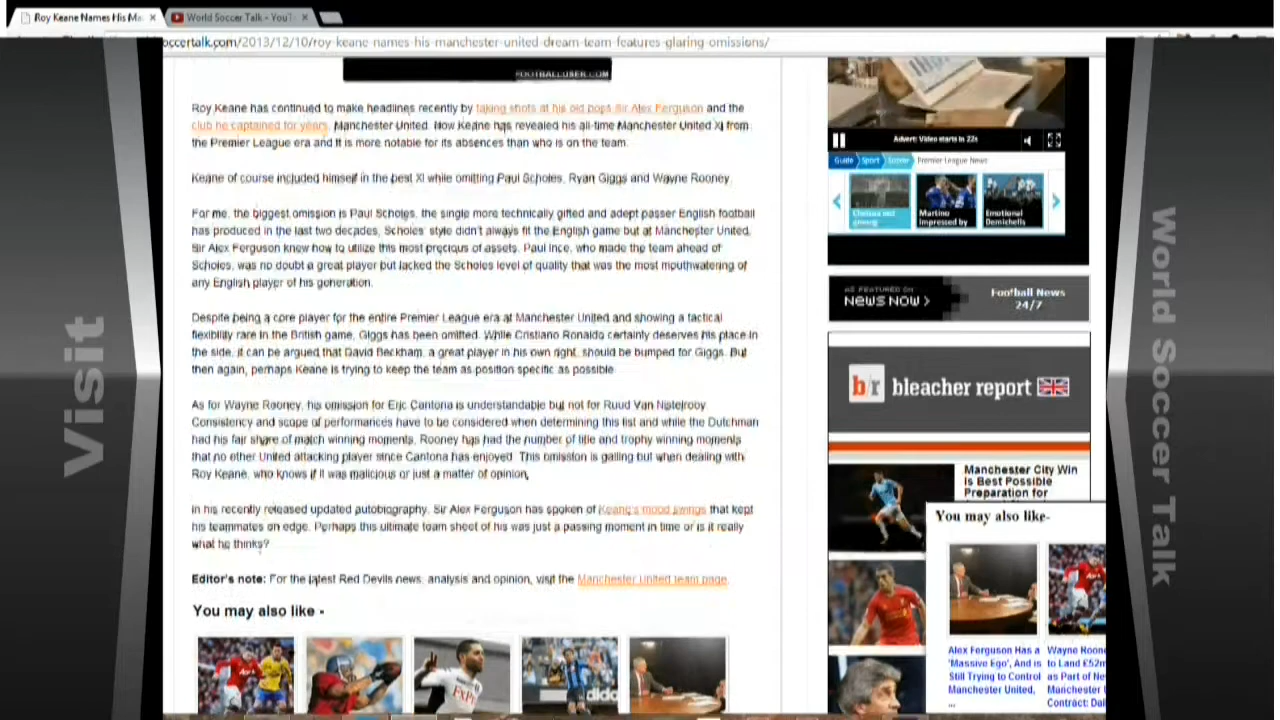 Roy Keane Names His Ma
World Soccer Talk - YouT
soccertalk.com/2013/12/10/roy-keane-names-his-manchester-united-dream-team-features-glaring-omissions/
FOOTBALLUSER.COM
Roy Keane has continued to make headlines recently by taking shots at his old boss Sir Alex Ferguson and the
club he captained for years, Manchester United. Now Keane has revealed his all-time Manchester United XI from
the Premier League era and it is more notable for its absences than who is on the team.
Keane of course included himself in the best XI while omitting Paul Scholes, Ryan Giggs and Wayne Rooney.
For me, the biggest omission is Paul Scholes, the single more technically gifted and adept passer English football
has produced in the last two decades. Scholes' style didn't always fit the English game but at Manchester United,
Sir Alex Ferguson knew how to utilize this most precious of assets. Paul Ince, who made the team ahead of
Scholes, was no doubt a great player but lacked the Scholes level of quality that was the most mouthwatering of
any English player of his generation.
Despite being a core player for the entire Premier League era at Manchester United and showing a tactical
flexibility rare in the British game, Giggs has been omitted. While Cristiano Ronaldo certainly deserves his place in
the side, it can be argued that David Beckham, a great player in his own right, should be bumped for Giggs. But
then again, perhaps Keane is trying to keep the team as position specific as possible.
As for Wayne Rooney, his omission for Eric Cantona is understandable but not for Ruud Van Nistelrooy.
Consistency and scope of performances have to be considered when determining this list and while the Dutchman
had his fair share of match winning moments, Rooney has had the number of title and trophy winning moments
that no other United attacking player since Cantona has enjoyed. This omission is galling but when dealing with
Roy Keane, who knows if it was malicious or just a matter of opinion.
In his recently released updated autobiography, Sir Alex Ferguson has spoken of Keane's mood swings that kept
his teammates on edge. Perhaps this ultimate team sheet of his was just a passing moment in time or is it really
what he thinks?
Editor's note: For the latest Red Devils news, analysis and opinion, visit the Manchester United team page.
You may also like -
Advert: Video starts in 22s
Guide Sport Soccer Premier League News
Chelsea not
among
Martino
impressed by
Emotional
Demichelis
AS FEATURED ON
NewsNow
Football News
24/7
b/r bleacher report
Manchester City Win
is Best Possible
Preparation for
You may also like-
Alex Ferguson Has a
'Massive Ego', And is
Still Trying to Control
Manchester United,
...
Wayne Roone
to Land £52m
as Part of Ne
Manchester U
Contract: Dai
Visit
World Soccer Talk
adidas